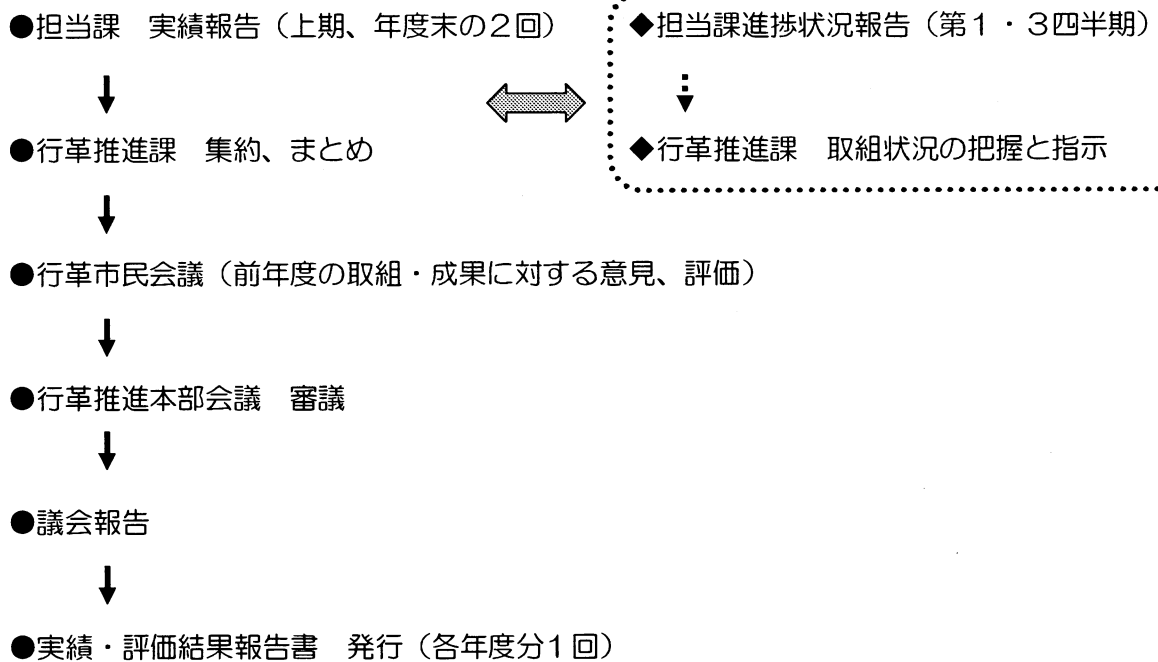 ●担当課　実績報告（上期、年度末の２回）
◆担当課進捗状況報告（第１・３四半期）
●行革推進課　集約、まとめ
◆行革推進課　取組状況の把握と指示
●行革市民会議（前年度の取組・成果に対する意見、評価）
●行革推進本部会議　審議
●議会報告
●実績・評価結果報告書　発行（各年度分１回）